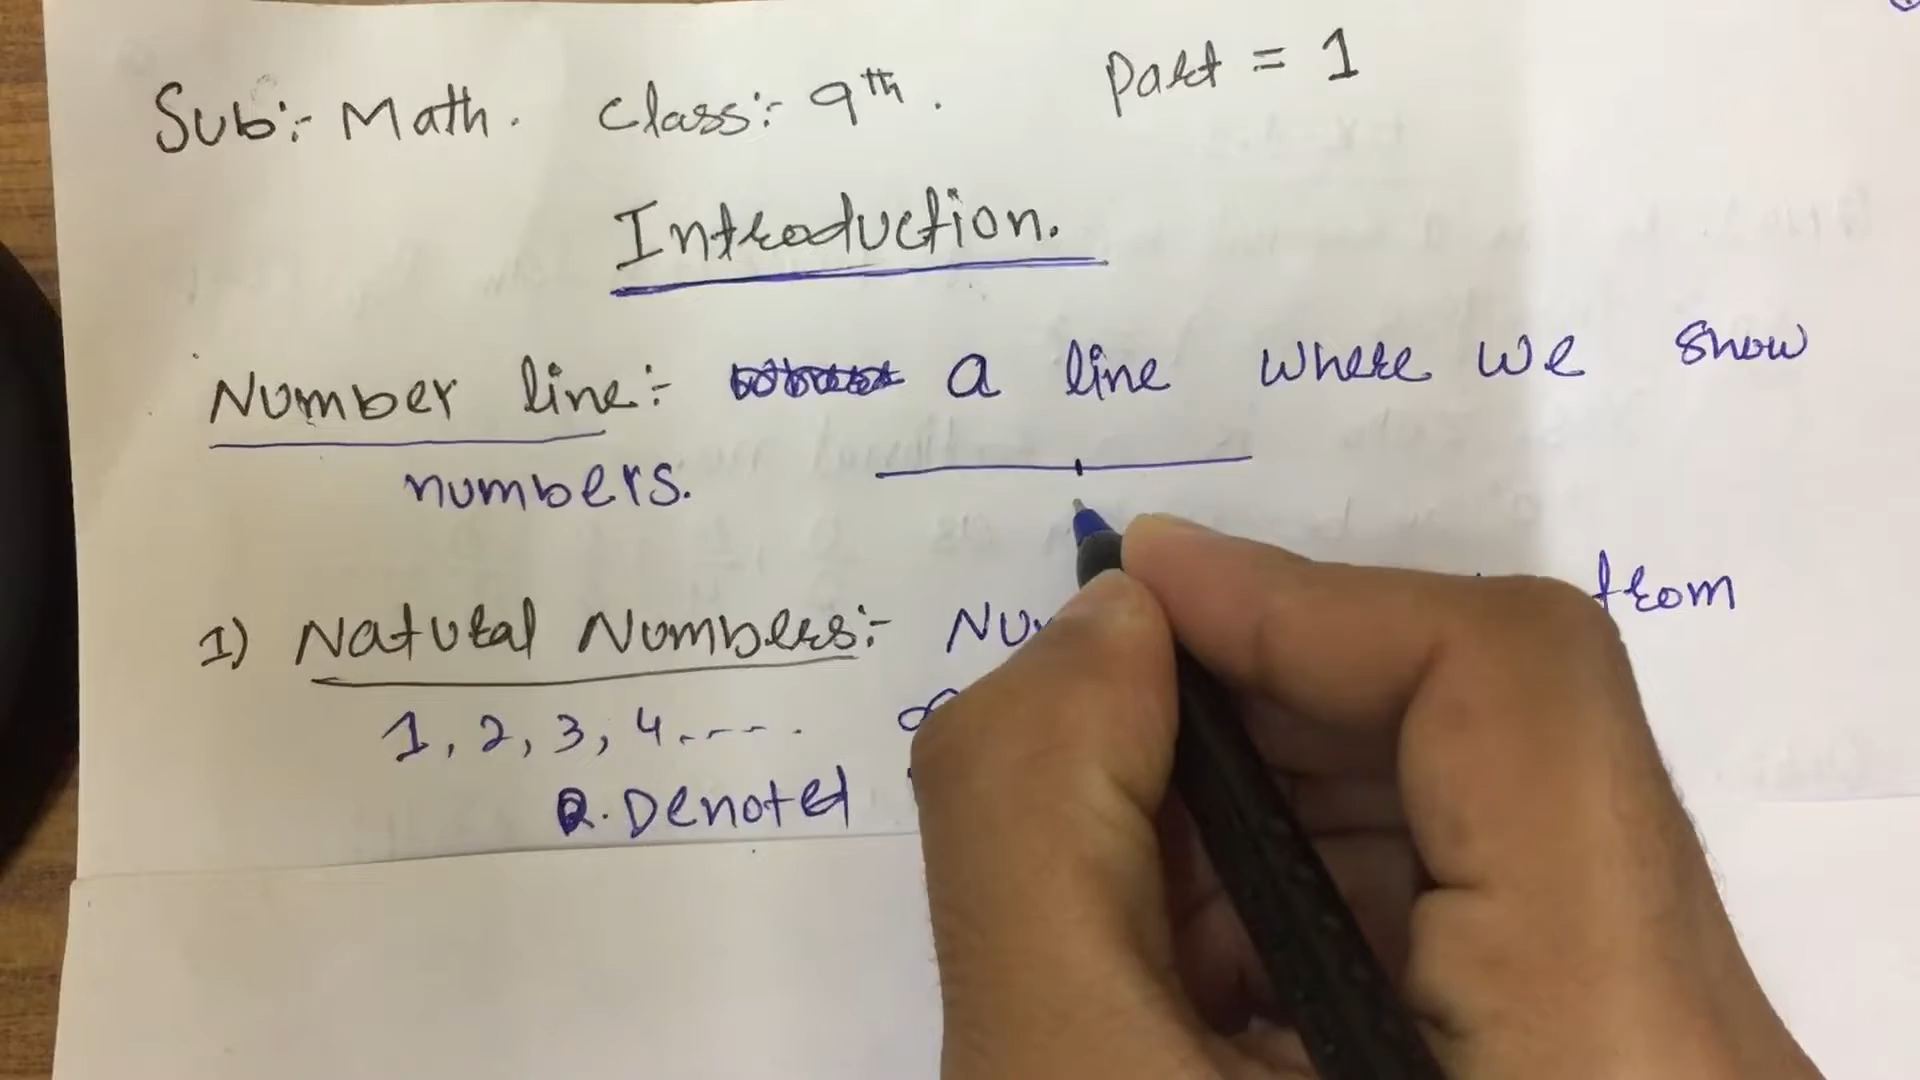 Sub:- Math. Class:- 9th. Part = 1
Introduction.
Number line:- a line where we show
numbers.
1) Natural Numbers:- from
1, 2, 3, 4.----.
Denoted